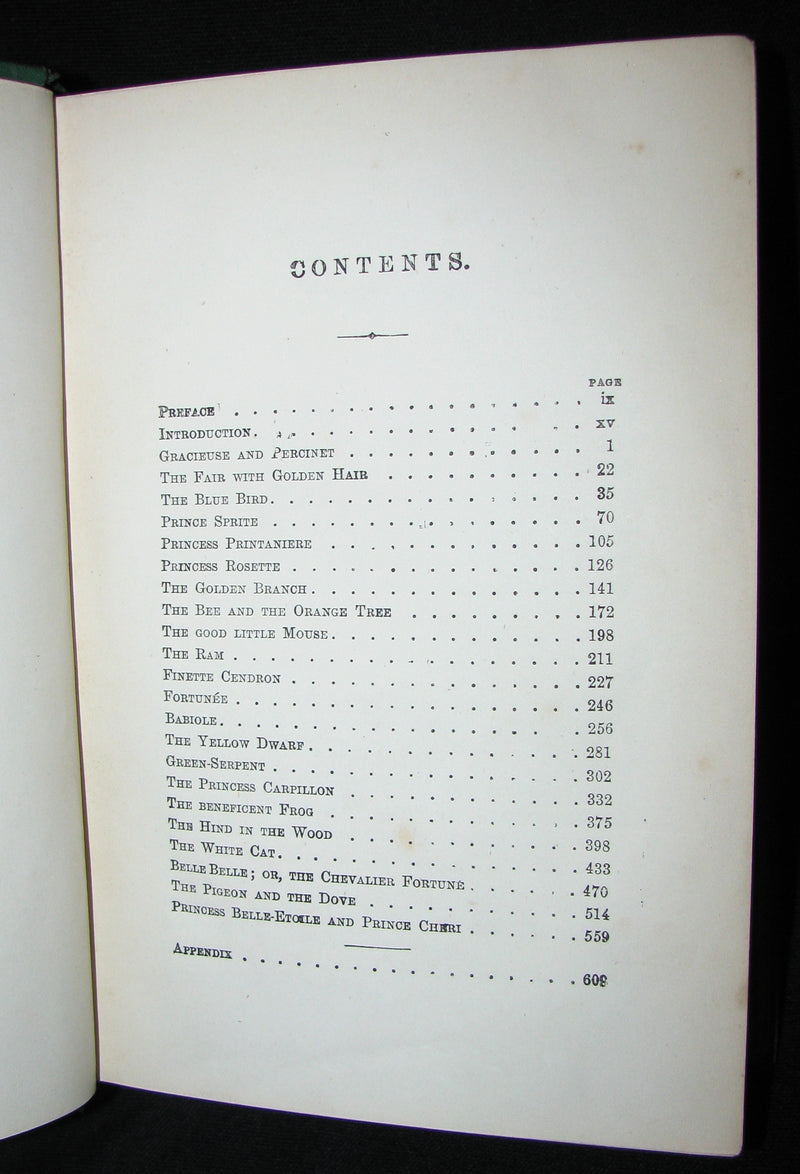 CONTENTS.
PAGE
PREFACE . . . . . . . . . . . . . . . . . . ix
INTRODUCTION. . . . . . . . . . . . . . . . xv
GRACIEUSE AND PERCINET . . . . . . . . . . . . 1
THE FAIR WITH GOLDEN HAIR . . . . . . . . . . 22
THE BLUE BIRD. . . . . . . . . . . . . . . . 35
PRINCE SPRITE . . . . . . . . . . . . . . . . 70
PRINCESS PRINTANIERE . . . . . . . . . . . . . 105
PRINCESS ROSETTE . . . . . . . . . . . . . . . 126
THE GOLDEN BRANCH . . . . . . . . . . . . . . 141
THE BEE AND THE ORANGE TREE . . . . . . . . . 172
THE GOOD LITTLE MOUSE . . . . . . . . . . . . . 198
THE RAM . . . . . . . . . . . . . . . . . . 211
FINETTE CENDRON . . . . . . . . . . . . . . . 227
FORTUNÉE . . . . . . . . . . . . . . . . . . 246
BABIOLE . . . . . . . . . . . . . . . . . . 256
THE YELLOW DWARF . . . . . . . . . . . . . . 281
GREEN-SERPENT . . . . . . . . . . . . . . . . 302
THE PRINCESS CARPILLON . . . . . . . . . . . . 332
THE BENEFICENT FROG . . . . . . . . . . . . . 375
THE HIND IN THE WOOD . . . . . . . . . . . . 398
THE WHITE CAT. . . . . . . . . . . . . . . . 433
BELLE BELLE; OR, THE CHEVALIER FORTUNÉ . . . . . . 470
THE PIGEON AND THE DOVE . . . . . . . . . . . 514
PRINCESS BELLE-ETOILE AND PRINCE CHERI . . . . . . 559
APPENDIX . . . . . . . . . . . . . . . . . 609